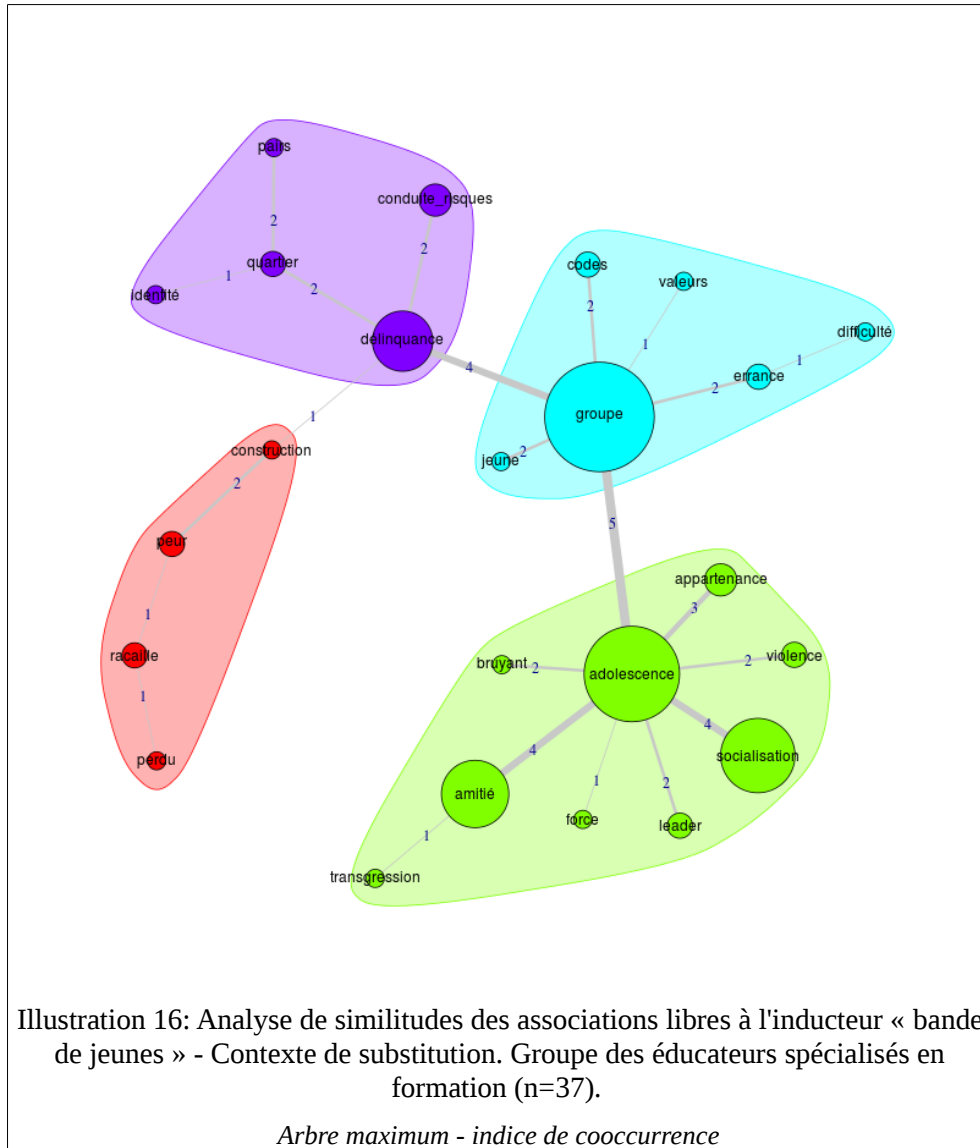 pairs
conduite_risques
2
2
quartier
1
2
identité
délinquance
4
codes
valeurs
2
1
difficulté
1
errance
2
groupe
jeune
2
1
construction
2
peur
1
racaille
1
perdu
5
appartenance
3
bruyant
2
violence
2
adolescence
4
socialisation
4
amitié
1
force
2
leader
1
transgression
Illustration 16: Analyse de similitudes des associations libres à l'inducteur « bande
de jeunes » - Contexte de substitution. Groupe des éducateurs spécialisés en
formation (n=37).
Arbre maximum - indice de cooccurrence